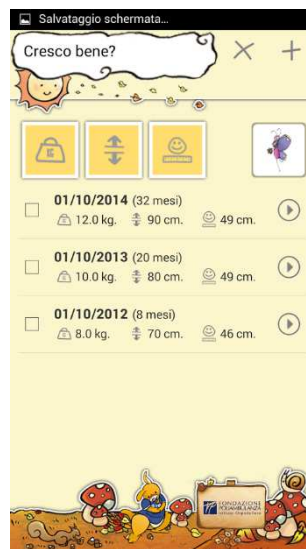 Salvataggio schermata...
Cresco bene?
01/10/2014 (32 mesi)
12.0 kg. 90 cm. 49 cm.
01/10/2013 (20 mesi)
10.0 kg. 80 cm. 49 cm.
01/10/2012 (8 mesi)
8.0 kg. 70 cm. 46 cm.
FONDAZIONE
POLIAMBULANZA